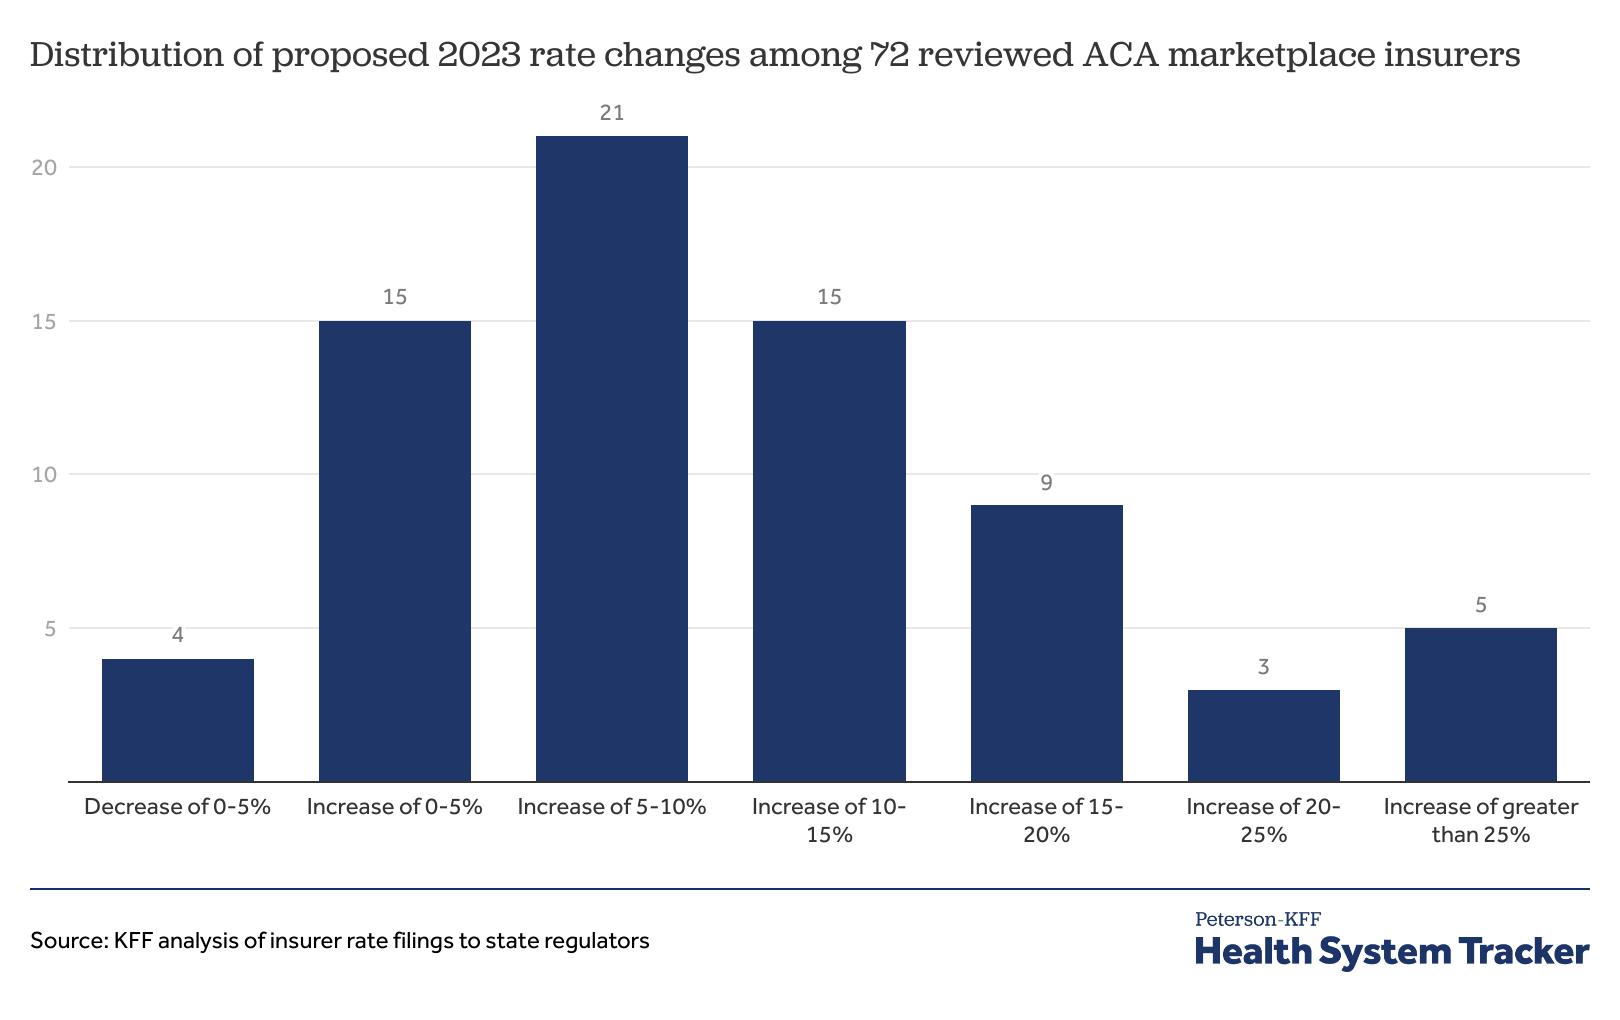 Distribution of proposed 2023 rate changes among 72 reviewed ACA marketplace insurers
21
20
15
15
15
10
9
5
5
4
3
Decrease of 0-5%
Increase of 0-5%
Increase of 5-10%
Increase of 10-
15%
Increase of 15-
20%
Increase of 20-
25%
Increase of greater
than 25%
Source: KFF analysis of insurer rate filings to state regulators
Peterson-KFF
Health System Tracker